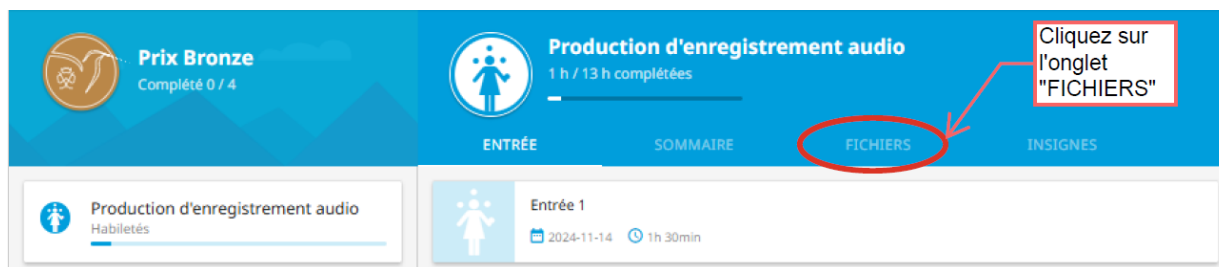 Prix Bronze
Complété 0 / 4
Production d'enregistrement audio
1 h / 13 h complétées
Cliquez sur
l'onglet
"FICHIERS"
ENTRÉE
SOMMAIRE
FICHIERS
INSIGNES
Production d'enregistrement audio
Habiletés
Entrée 1
2024-11-14 1h 30min